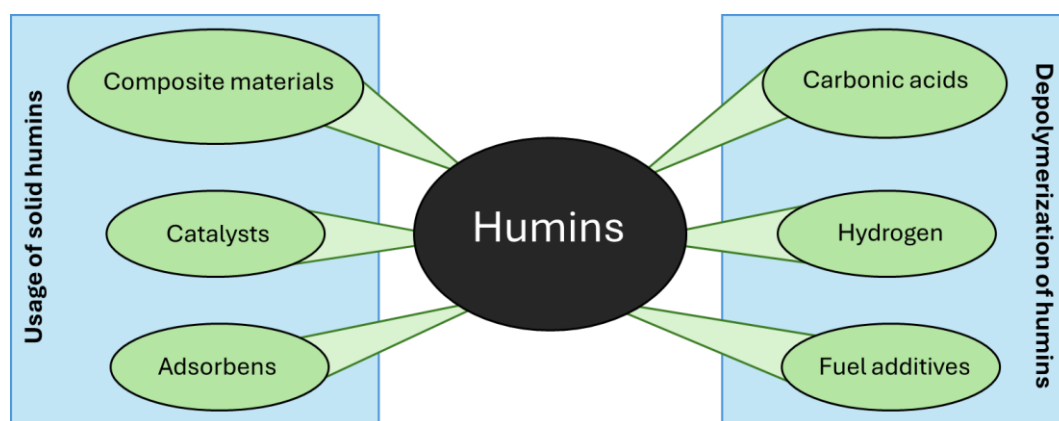 Usage of solid humins
Composite materials
Catalysts
Adsorbens
Humins
Carbonic acids
Hydrogen
Fuel additives
Depolymerization of humins